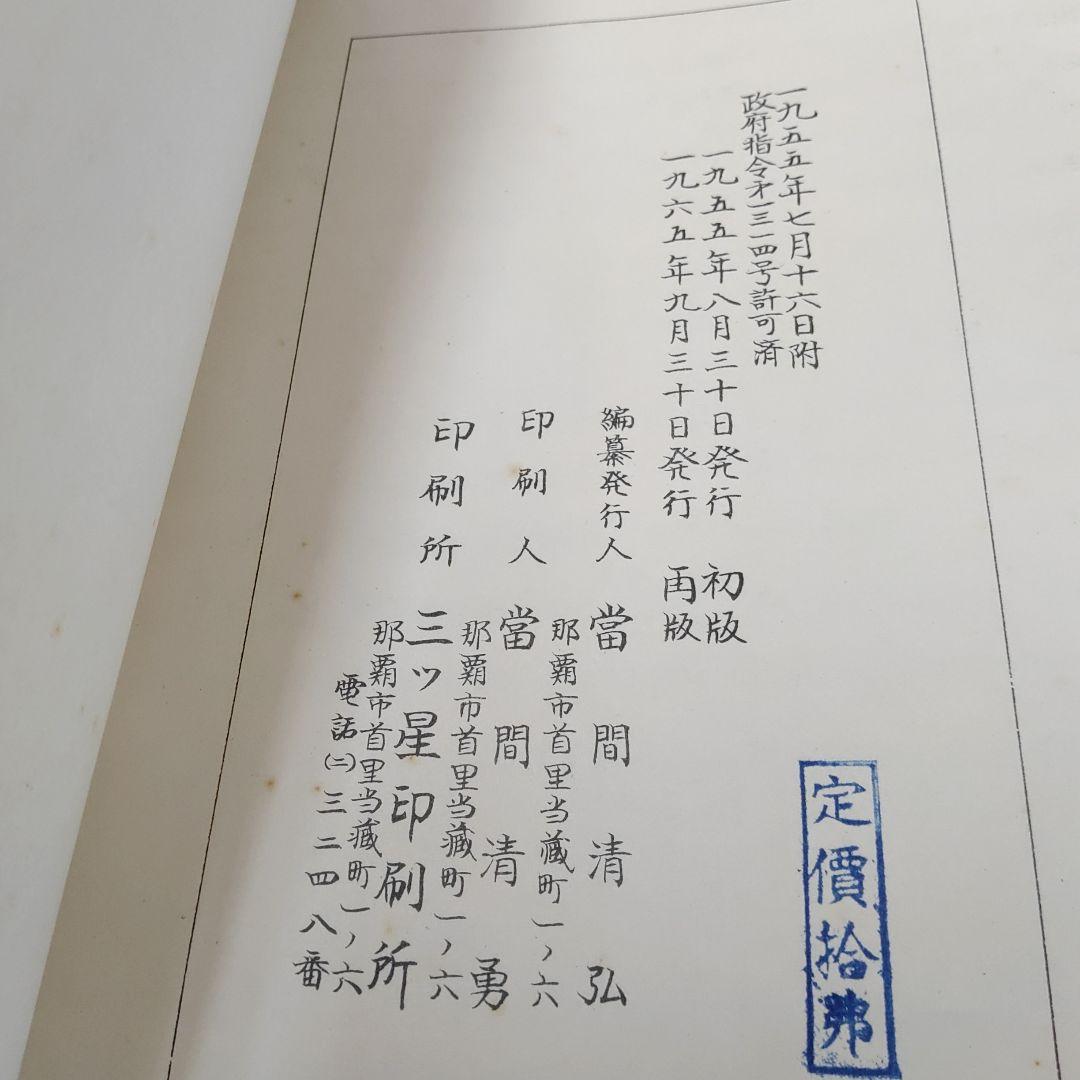 一九五五年七月十六日附
政府指令才一三一四号許可済
一九五五年八月三十日発行 初版
一九六五年九月三十日発行 再版
編纂発行人 當間清弘
那覇市首里当蔵町一ノ六
印刷人 當間清勇
那覇市首里当蔵町一ノ六
印刷所 三ツ星印刷所
那覇市首里当蔵町一ノ六
電話(二)三二四八番
定價拾弗